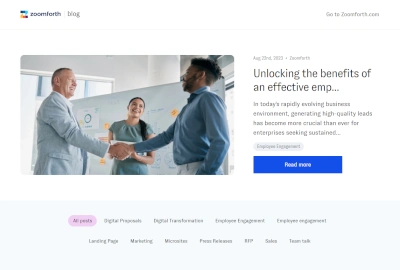 zoomforth | blog
Go to Zoomforth.com
Aug 23rd, 2023 • Zoomforth
Unlocking the benefits of
an effective emp...
In today's rapidly evolving business
environment, generating high-quality leads
has become more crucial than ever for
enterprises seeking sustained...
Employee Engagement
Read more
All posts Digital Proposals Digital Transformation Employee Engagement Employee engagement
Landing Page Marketing Microsites Press Releases RFP Sales Team talk